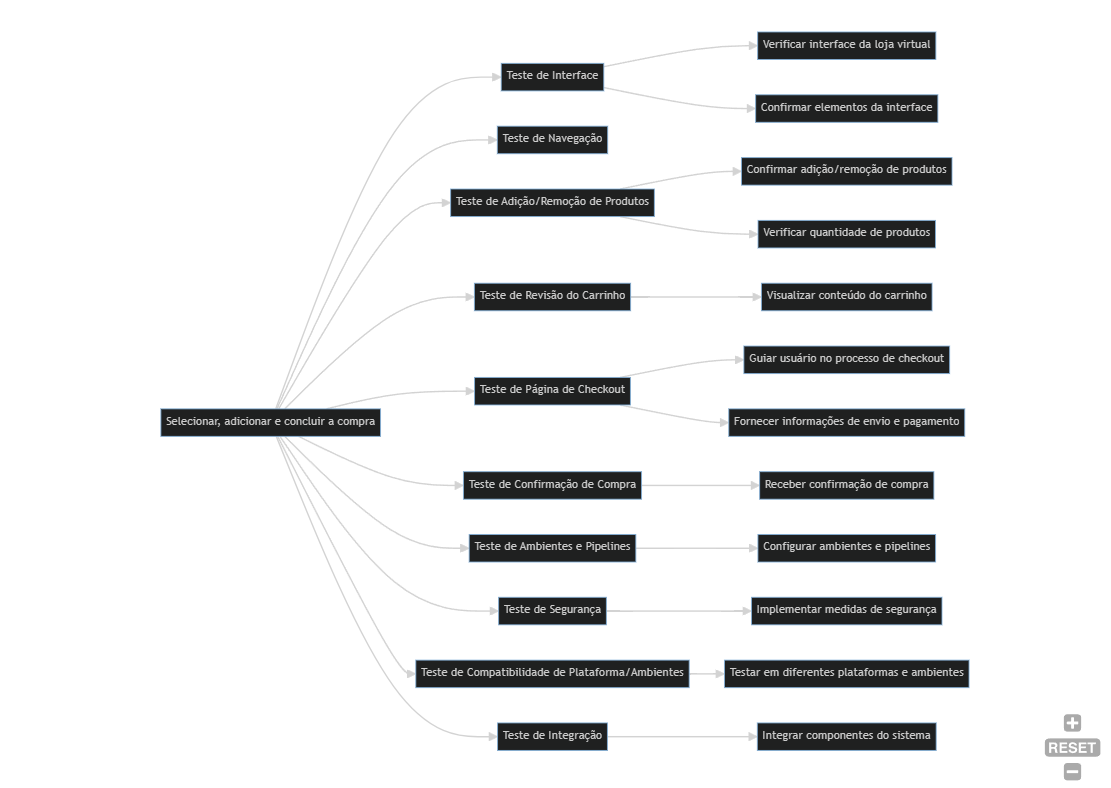 Verificar interface da loja virtual
Teste de Interface
Confirmar elementos da interface
Teste de Navegação
Confirmar adição/remoção de produtos
Teste de Adição/Remoção de Produtos
Verificar quantidade de produtos
Teste de Revisão do Carrinho
Visualizar conteúdo do carrinho
Guiar usuário no processo de checkout
Teste de Página de Checkout
Selecionar, adicionar e concluir a compra
Fornecer informações de envio e pagamento
Teste de Confirmação de Compra
Receber confirmação de compra
Teste de Ambientes e Pipelines
Configurar ambientes e pipelines
Teste de Segurança
Implementar medidas de segurança
Teste de Compatibilidade de Plataforma/Ambientes
Testar em diferentes plataformas e ambientes
Teste de Integração
Integrar componentes do sistema
RESET